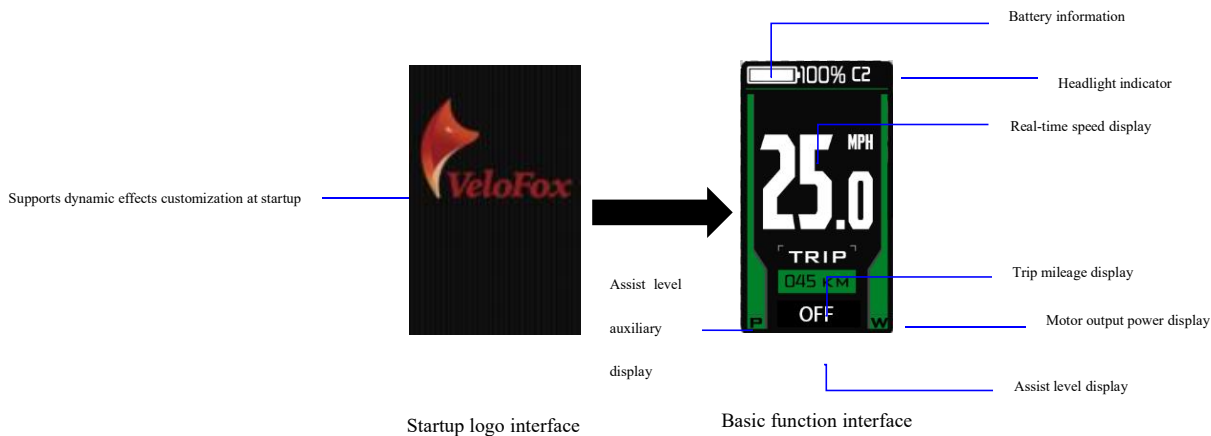 Battery information
100% C2
Headlight indicator
Real-time speed display
MPH
25.0
VeloFox
Supports dynamic effects customization at startup
TRIP
045 KM
OFF
P
W
Trip mileage display
Assist level
auxiliary
display
Motor output power display
Assist level display
Startup logo interface
Basic function interface